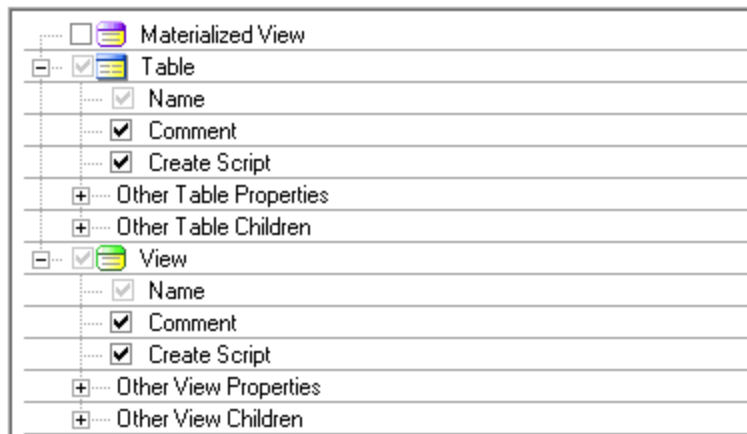 Materialized View
Table
Name
Comment
Create Script
Other Table Properties
Other Table Children
View
Name
Comment
Create Script
Other View Properties
Other View Children